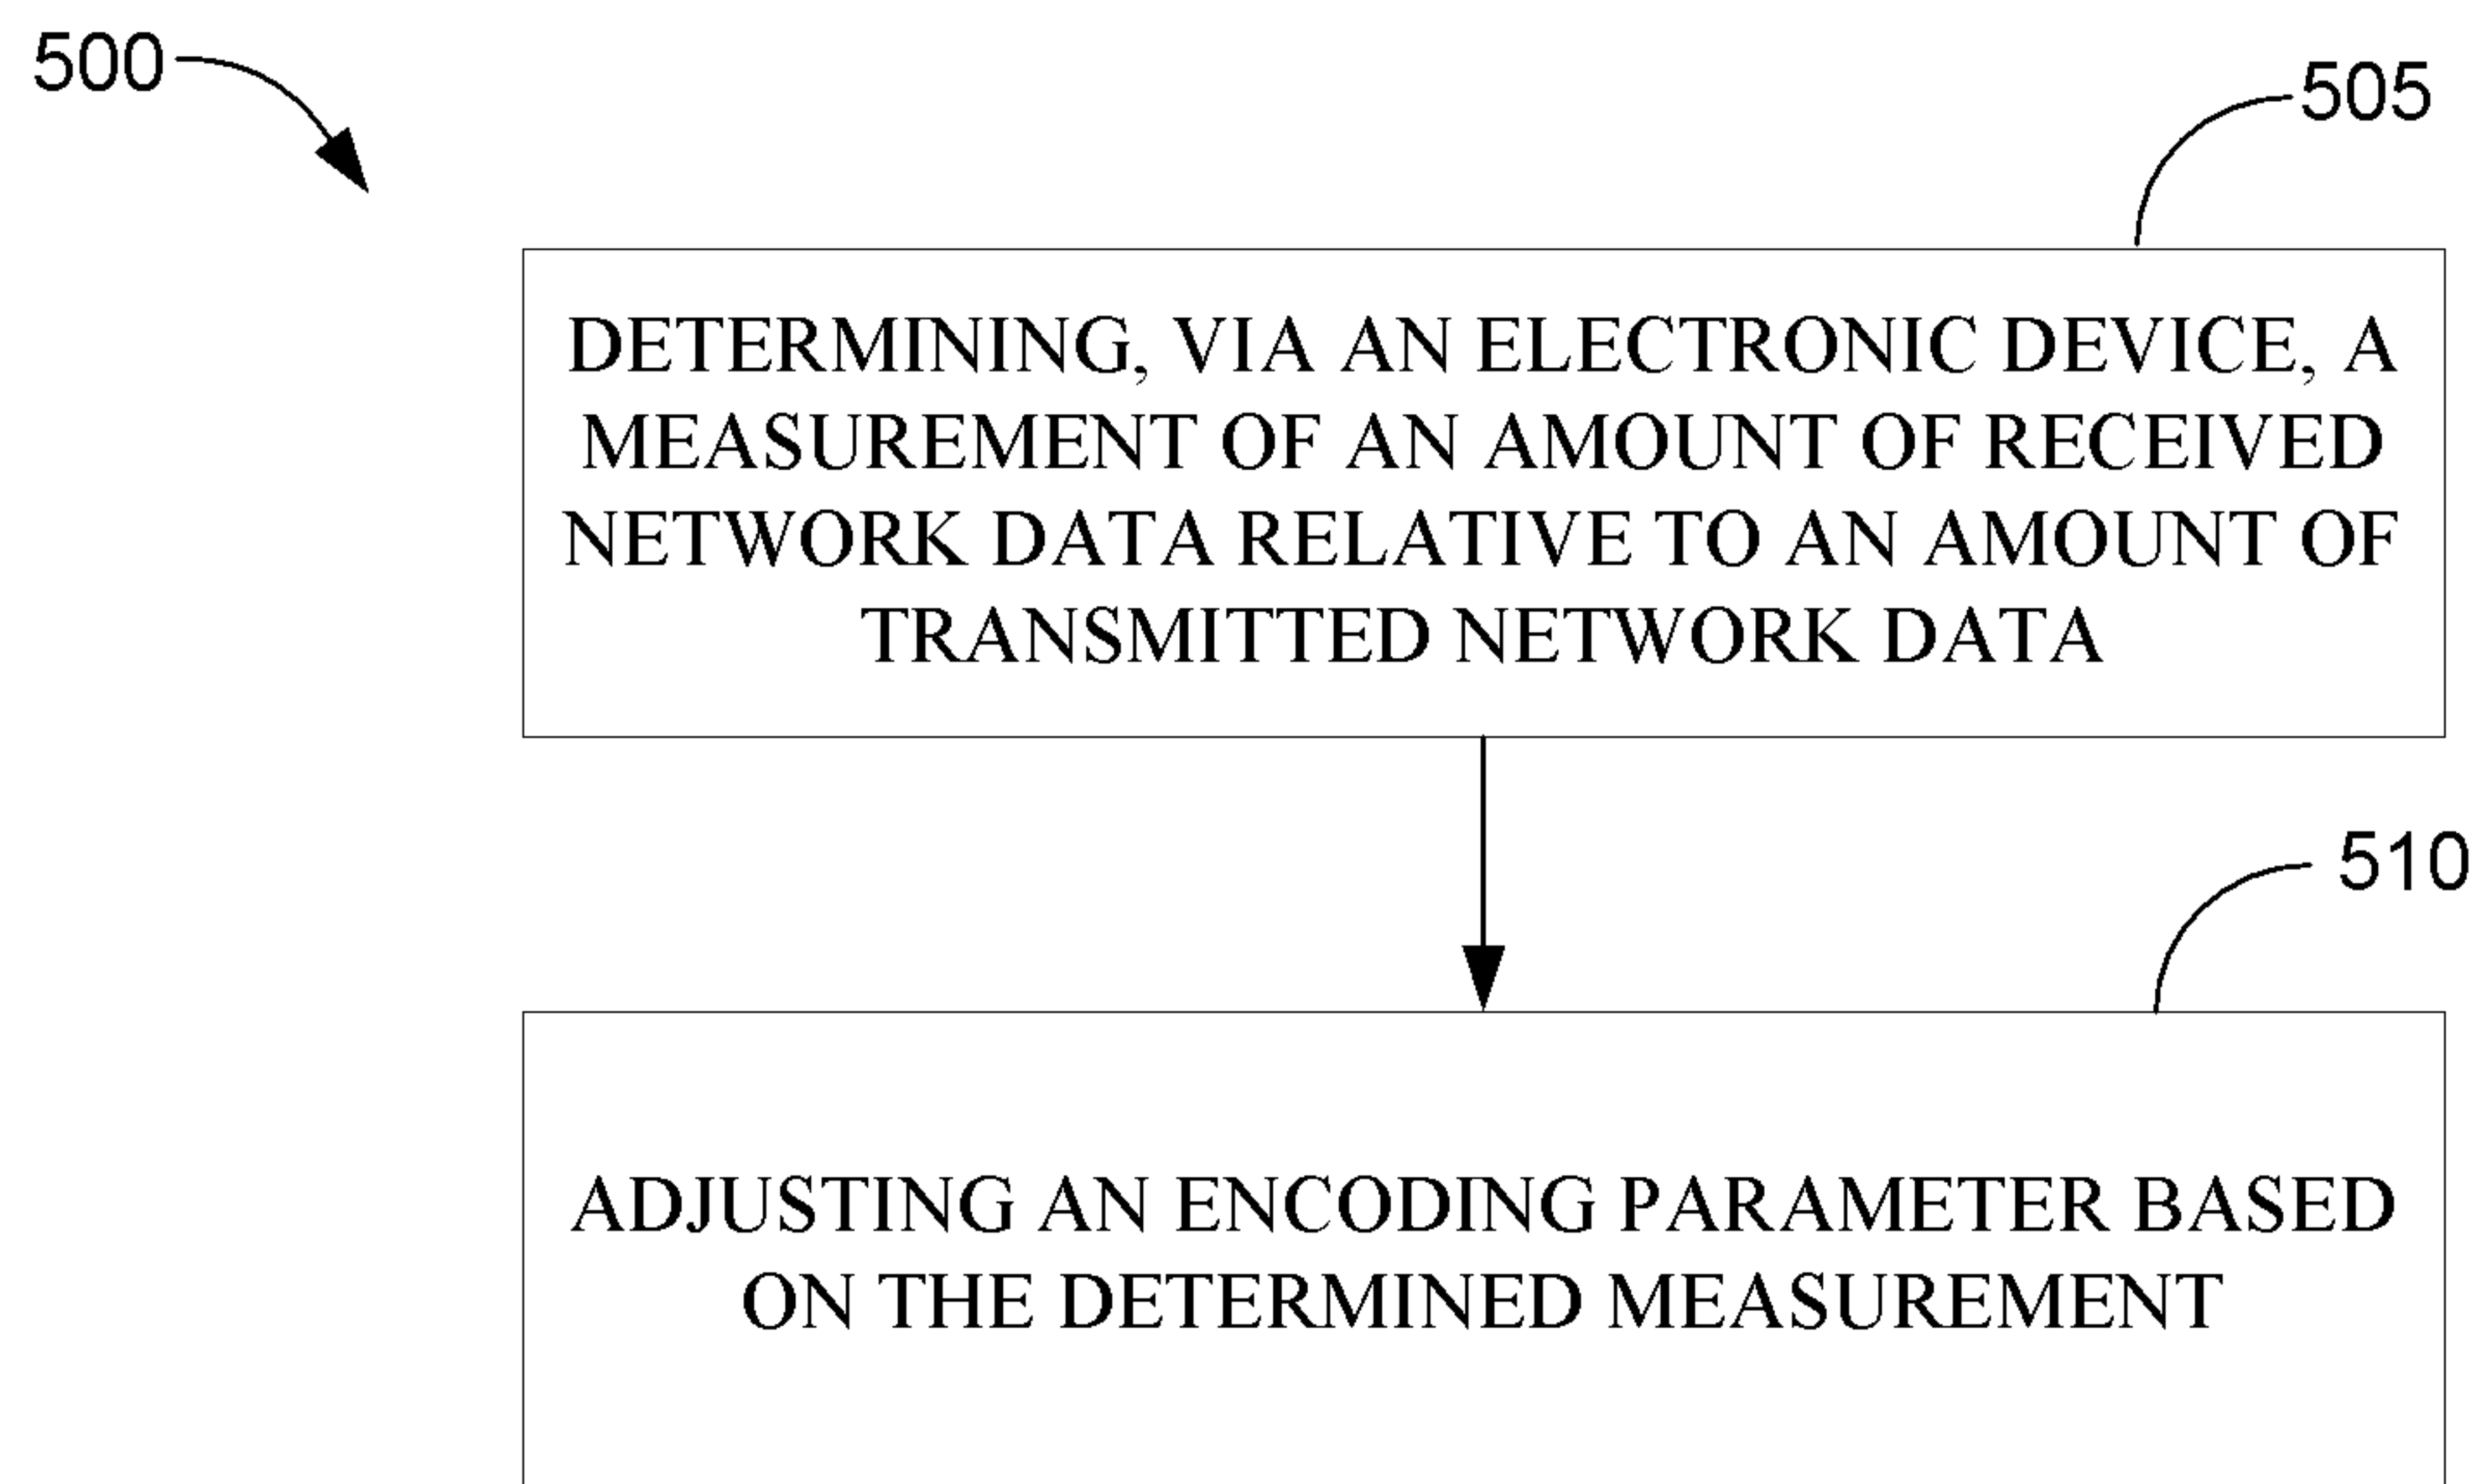 500
505
DETERMINING, VIA AN ELECTRONIC DEVICE, A
MEASUREMENT OF AN AMOUNT OF RECEIVED
NETWORK DATA RELATIVE TO AN AMOUNT OF
TRANSMITTED NETWORK DATA
510
ADJUSTING AN ENCODING PARAMETER BASED
ON THE DETERMINED MEASUREMENT